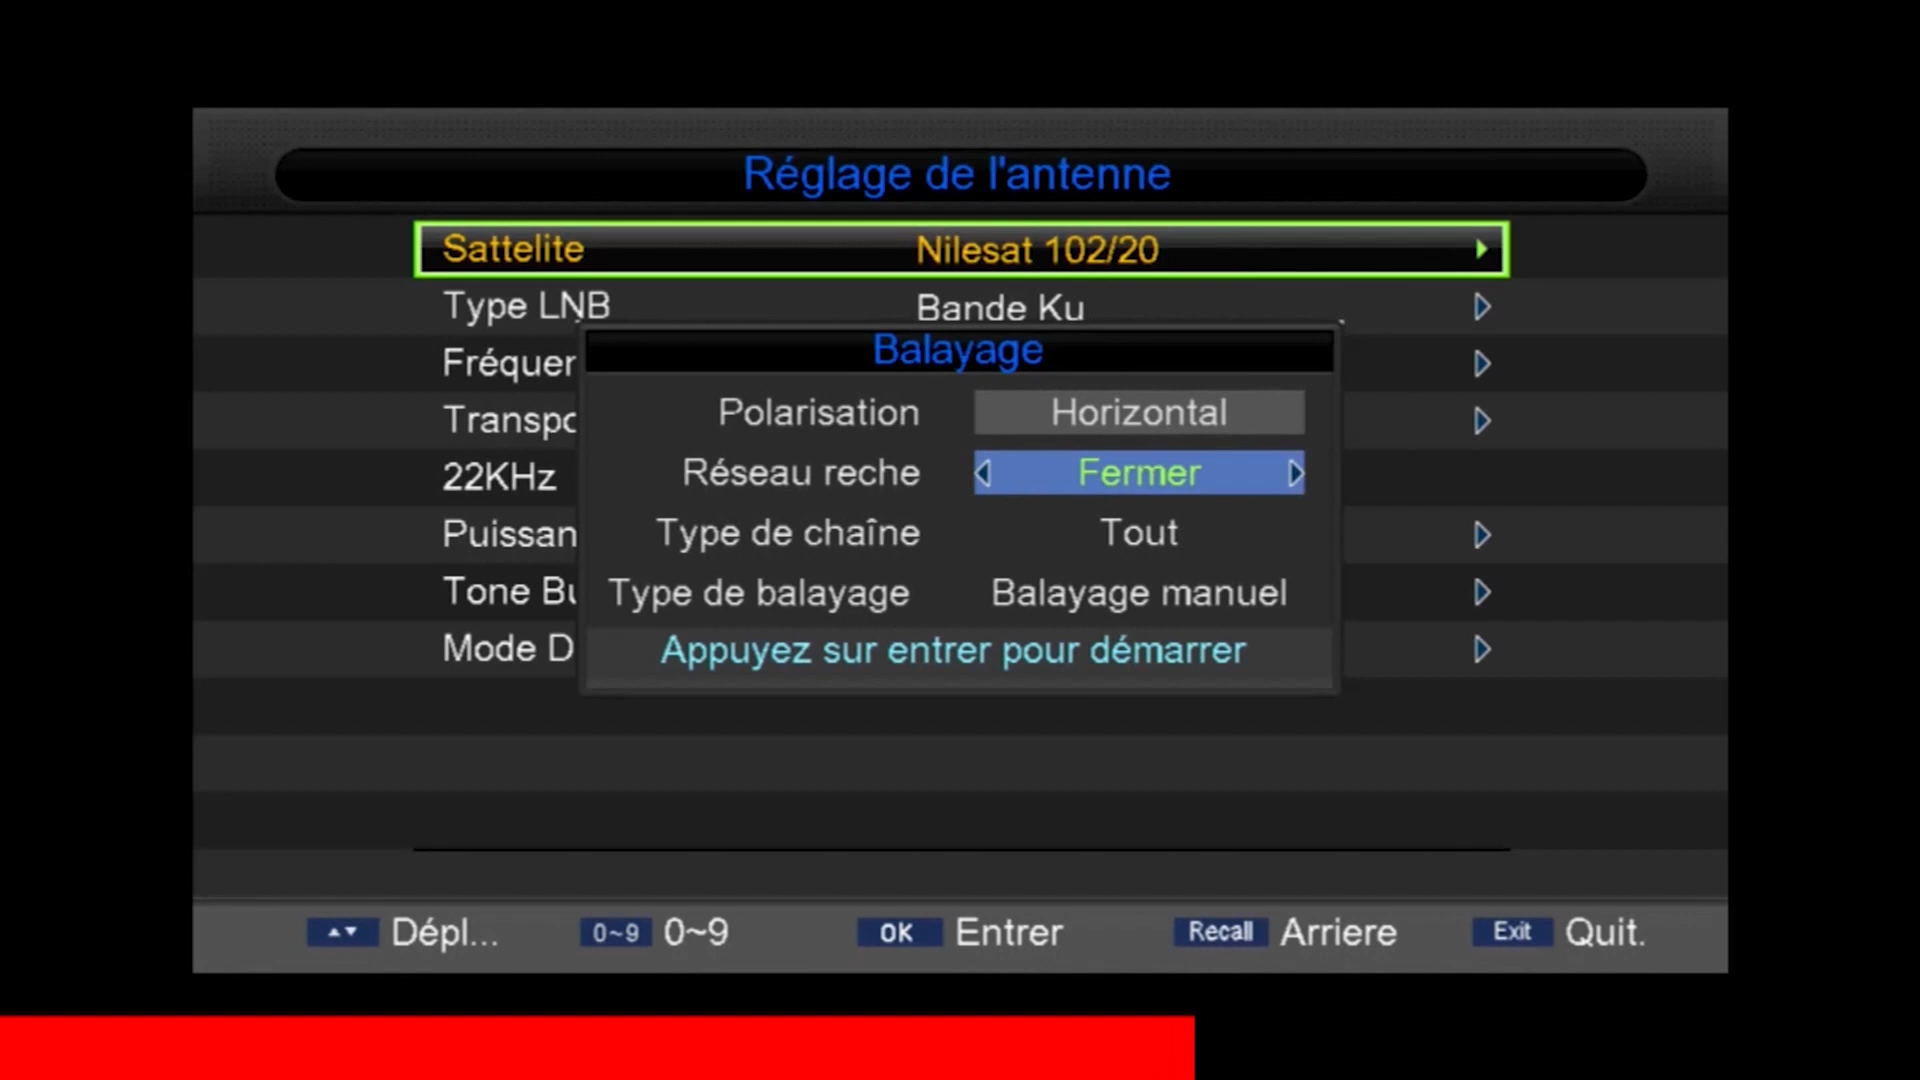 Réglage de l'antenne
Sattelite Nilesat 102/20
Type LNB Bande Ku
Fréquer
Balayage
Polarisation Horizontal
Transpo
Réseau reche Fermer
22KHz
Type de chaîne Tout
Puissan
Type de balayage Balayage manuel
Tone Bu
Mode D
Appuyez sur entrer pour démarrer
Dépl... 0~9 0~9 OK Entrer Recall Arriere Exit Quit.